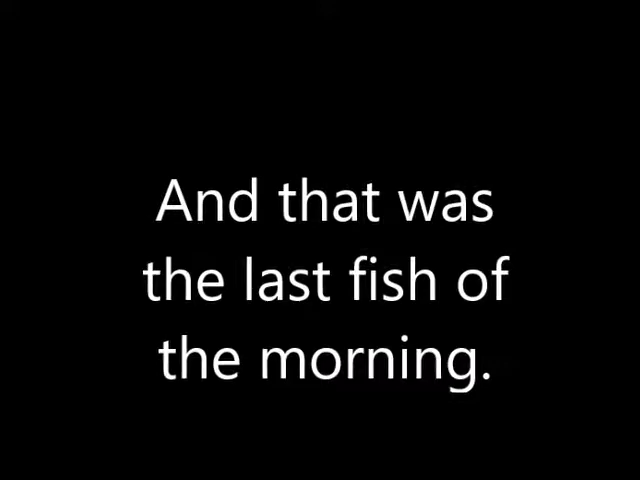 And that was
the last fish of
the morning.